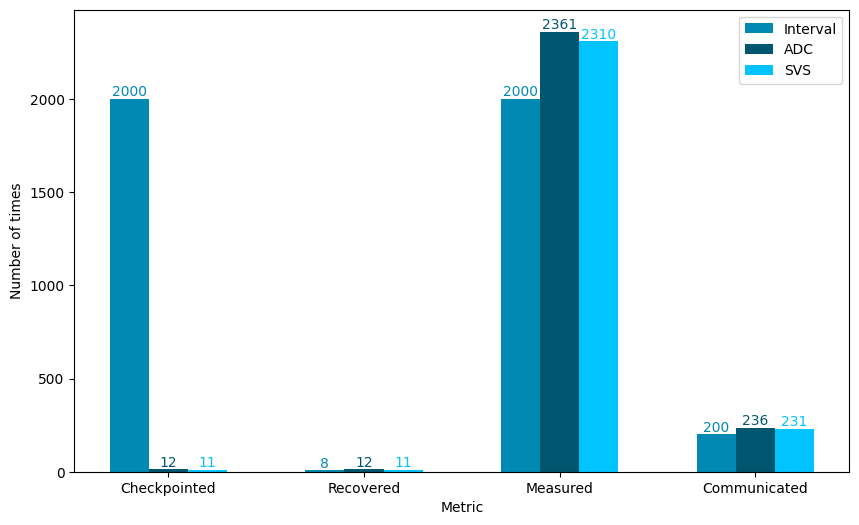 2361
2310
2000
2000
Interval
ADC
SVS
2000
1500
1000
500
0
12
11
8
12
11
200
236
231
Number of times
Checkpointed
Recovered
Measured
Communicated
Metric